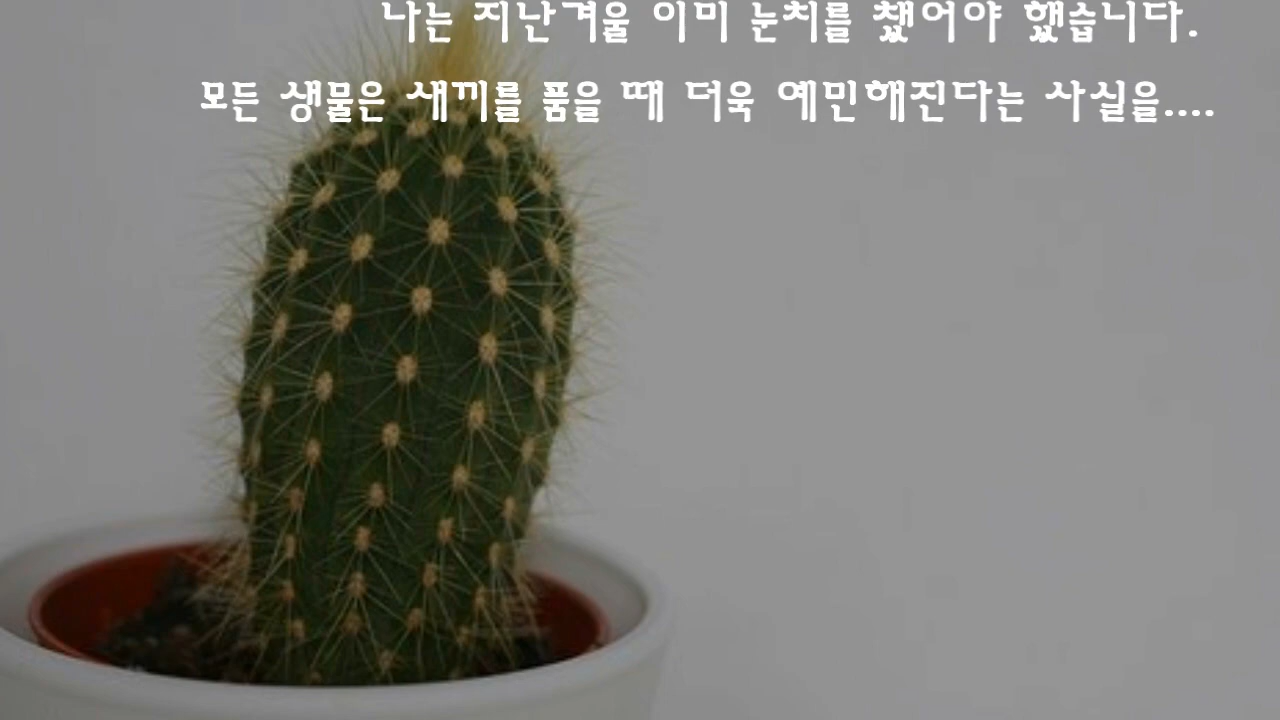 나는 지난겨울 이미 눈치를 챘어야 했습니다.
모든 생물은 새끼를 품을 때 더욱 예민해진다는 사실을....